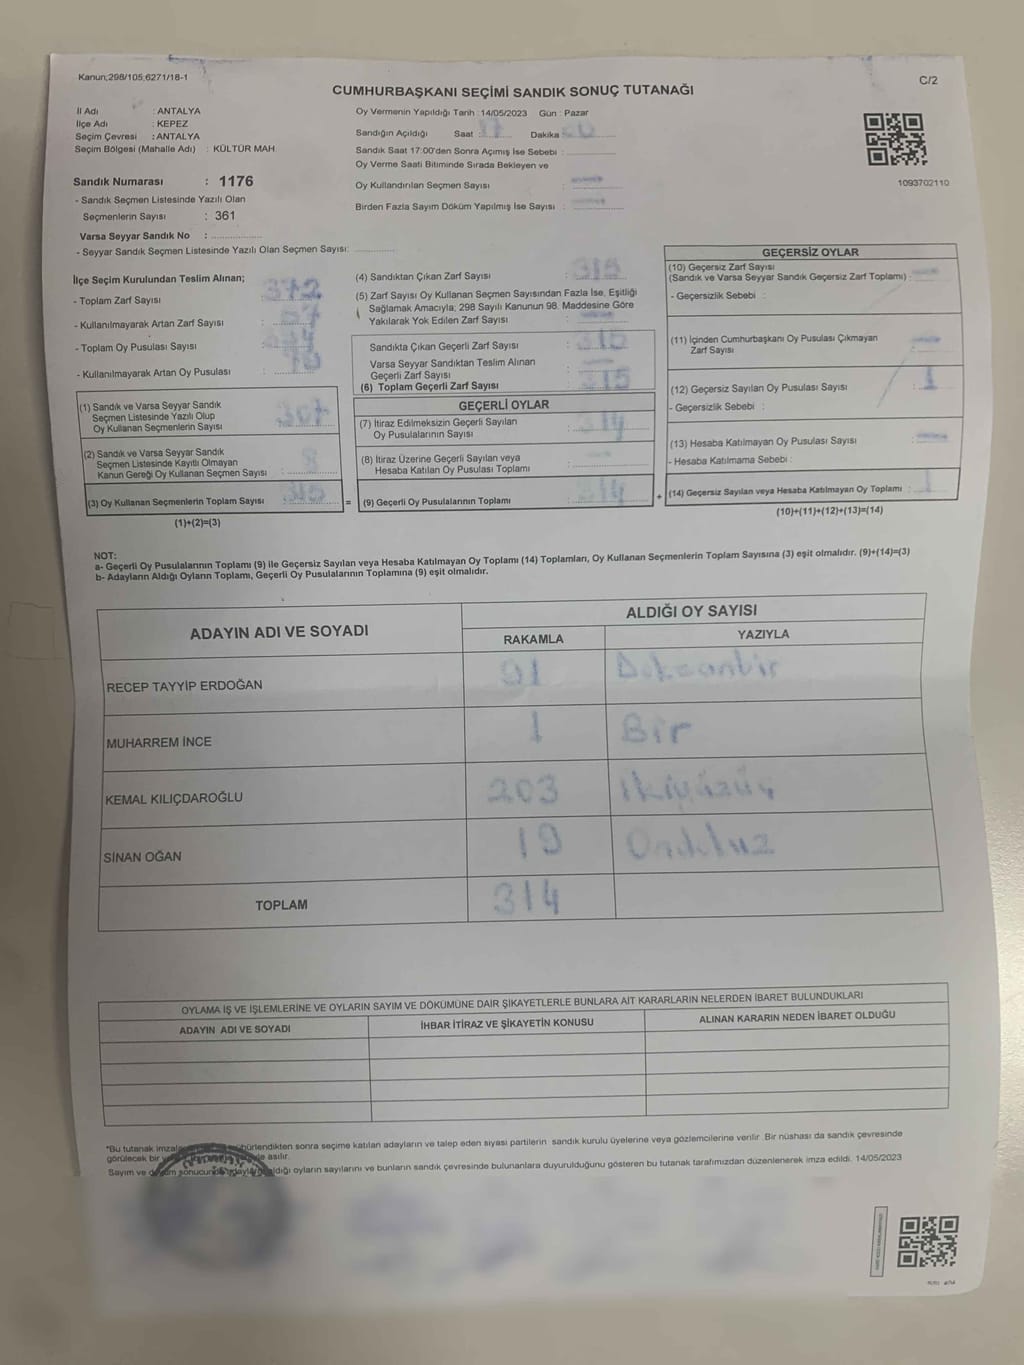 Kanun;298/105;6271/18-1
C/2
CUMHURBAŞKANI SEÇİMİ SANDIK SONUÇ TUTANAĞI
İl Adı : ANTALYA
İlçe Adı : KEPEZ
Seçim Çevresi : ANTALYA
Seçim Bölgesi (Mahalle Adı) : KÜLTÜR MAH.
Oy Vermenin Yapıldığı Tarih :14/05/2023 Gün : Pazar
Sandığın Açıldığı Saat : 17 Dakika :
Sandık Saat 17:00'den Sonra Açımış İse Sebebi :
Oy Verme Saati Bitiminde Sırada Bekleyen ve
Oy Kullandırılan Seçmen Sayısı :
Birden Fazla Sayım Döküm Yapılmış İse Sayısı :
1093702110
Sandık Numarası : 1176
- Sandık Seçmen Listesinde Yazılı Olan
Seçmenlerin Sayısı : 361
Varsa Seyyar Sandık No :
- Seyyar Sandık Seçmen Listesinde Yazılı Olan Seçmen Sayısı:
İlçe Seçim Kurulundan Teslim Alınan;
- Toplam Zarf Sayısı : 372
- Kullanılmayarak Artan Zarf Sayısı : 57
- Toplam Oy Pusulası Sayısı :
- Kullanılmayarak Artan Oy Pusulası :
(1) Sandık ve Varsa Seyyar Sandık
Seçmen Listesinde Yazılı Olup
Oy Kullanan Seçmenlerin Sayısı : 307
(2) Sandık ve Varsa Seyyar Sandık
Seçmen Listesinde Kayıtlı Olmayan
Kanun Gereği Oy Kullanan Seçmen Sayısı : 8
(3) Oy Kullanan Seçmenlerin Toplam Sayısı : 315
(1)+(2)=(3)
(4) Sandıktan Çıkan Zarf Sayısı : 315
(5) Zarf Sayısı Oy Kullanan Seçmen Sayısından Fazla İse, Eşitliği
Sağlamak Amacıyla; 298 Sayılı Kanunun 98. Maddesine Göre
Yakılarak Yok Edilen Zarf Sayısı :
Sandıkta Çıkan Geçerli Zarf Sayısı : 315
Varsa Seyyar Sandıktan Teslim Alınan
Geçerli Zarf Sayısı :
(6) Toplam Geçerli Zarf Sayısı : 315
GEÇERLİ OYLAR
(7) İtiraz Edilmeksizin Geçerli Sayılan
Oy Pusulalarının Sayısı : 314
(8) İtiraz Üzerine Geçerli Sayılan veya
Hesaba Katılan Oy Pusulası Toplamı :
= (9) Geçerli Oy Pusulalarının Toplamı : 314
GEÇERSİZ OYLAR
(10) Geçersiz Zarf Sayısı
(Sandık ve Varsa Seyyar Sandık Geçersiz Zarf Toplamı) :
- Geçersizlik Sebebi :
(11) İçinden Cumhurbaşkanı Oy Pusulası Çıkmayan
Zarf Sayısı :
(12) Geçersiz Sayılan Oy Pusulası Sayısı : 1
- Geçersizlik Sebebi :
(13) Hesaba Katılmayan Oy Pusulası Sayısı :
- Hesaba Katılmama Sebebi :
+ (14) Geçersiz Sayılan veya Hesaba Katılmayan Oy Toplamı : 1
(10)+(11)+(12)+(13)=(14)
NOT:
a- Geçerli Oy Pusulalarının Toplamı (9) ile Geçersiz Sayılan veya Hesaba Katılmayan Oy Toplamı (14) Toplamları, Oy Kullanan Seçmenlerin Toplam Sayısına (3) eşit olmalıdır. (9)+(14)=(3)
b- Adayların Aldığı Oyların Toplamı, Geçerli Oy Pusulalarının Toplamına (9) eşit olmalıdır.
ADAYIN ADI VE SOYADI
ALDIĞI OY SAYISI
RAKAMLA YAZIYLA
RECEP TAYYİP ERDOĞAN 91 Doksanbir
MUHARREM İNCE 1 Bir
KEMAL KILIÇDAROĞLU 203 ikiyüzüç
SİNAN OĞAN 19 Ondokuz
TOPLAM 314
OYLAMA İŞ VE İŞLEMLERİNE VE OYLARIN SAYIM VE DÖKÜMÜNE DAİR ŞİKAYETLERLE BUNLARA AİT KARARLARIN NELERDEN İBARET BULUNDUKLARI
ADAYIN ADI VE SOYADI İHBAR İTİRAZ VE ŞİKAYETİN KONUSU ALINAN KARARIN NEDEN İBARET OLDUĞU
"Bu tutanak mühürlendikten sonra seçime katılan adayların ve talep eden siyasi partilerin sandık kurulu üyelerine veya gözlemcilerine verilir. Bir nüshası da sandık çevresinde
görülecek bir asılır.
Sayım ve döküm sonucunda aldığı oyların sayılarını ve bunların sandık çevresinde bulunanlara duyurulduğunu gösteren bu tutanak tarafımızdan düzenlenerek imza edildi. 14/05/2023